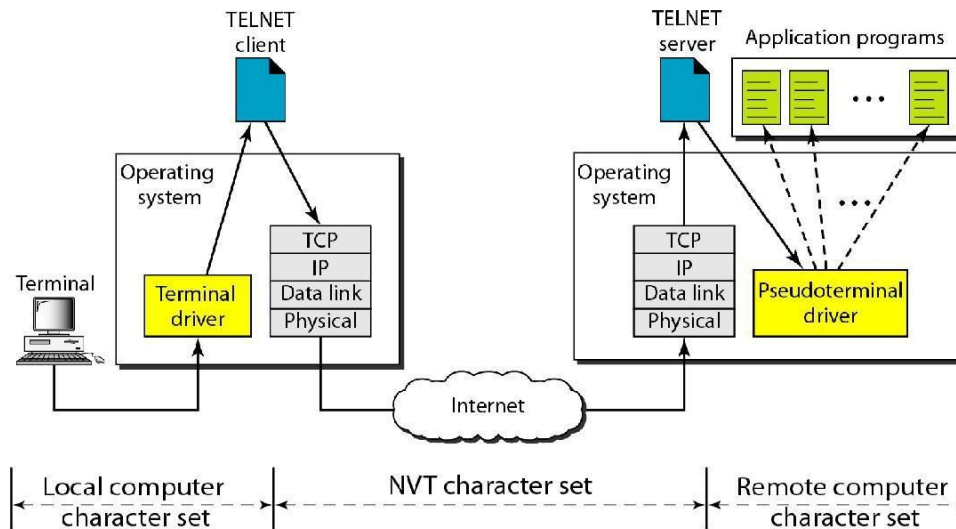 TELNET
client
TELNET
server
Application programs
Operating
system
Operating
system
TCP
IP
Data link
Physical
TCP
IP
Data link
Physical
Terminal
Terminal
driver
Pseudoterminal
driver
Internet
Local computer
character set
NVT character set
Remote computer
character set